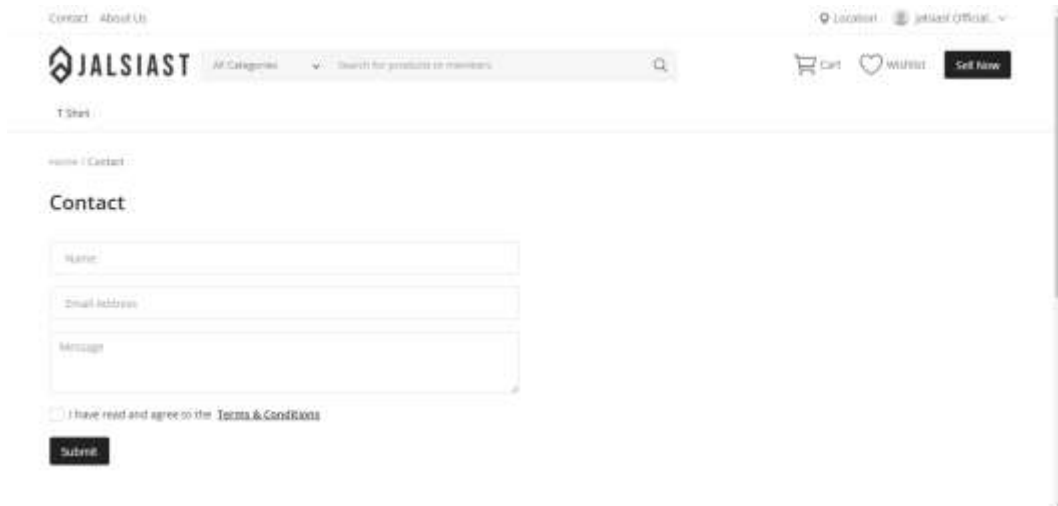 Contact About Us
Location Jalsiast Official...
JALSIAST All Categories Search for products or members Cart Wishlist Sell Now
T Shirt
Home / Contact
Contact
Name
Email Address
Message
I have read and agree to the Terms & Conditions
Submit